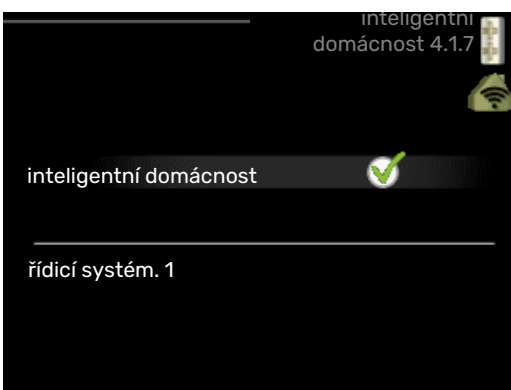 inteligentní
domácnost 4.1.7
inteligentní domácnost
řídicí systém. 1